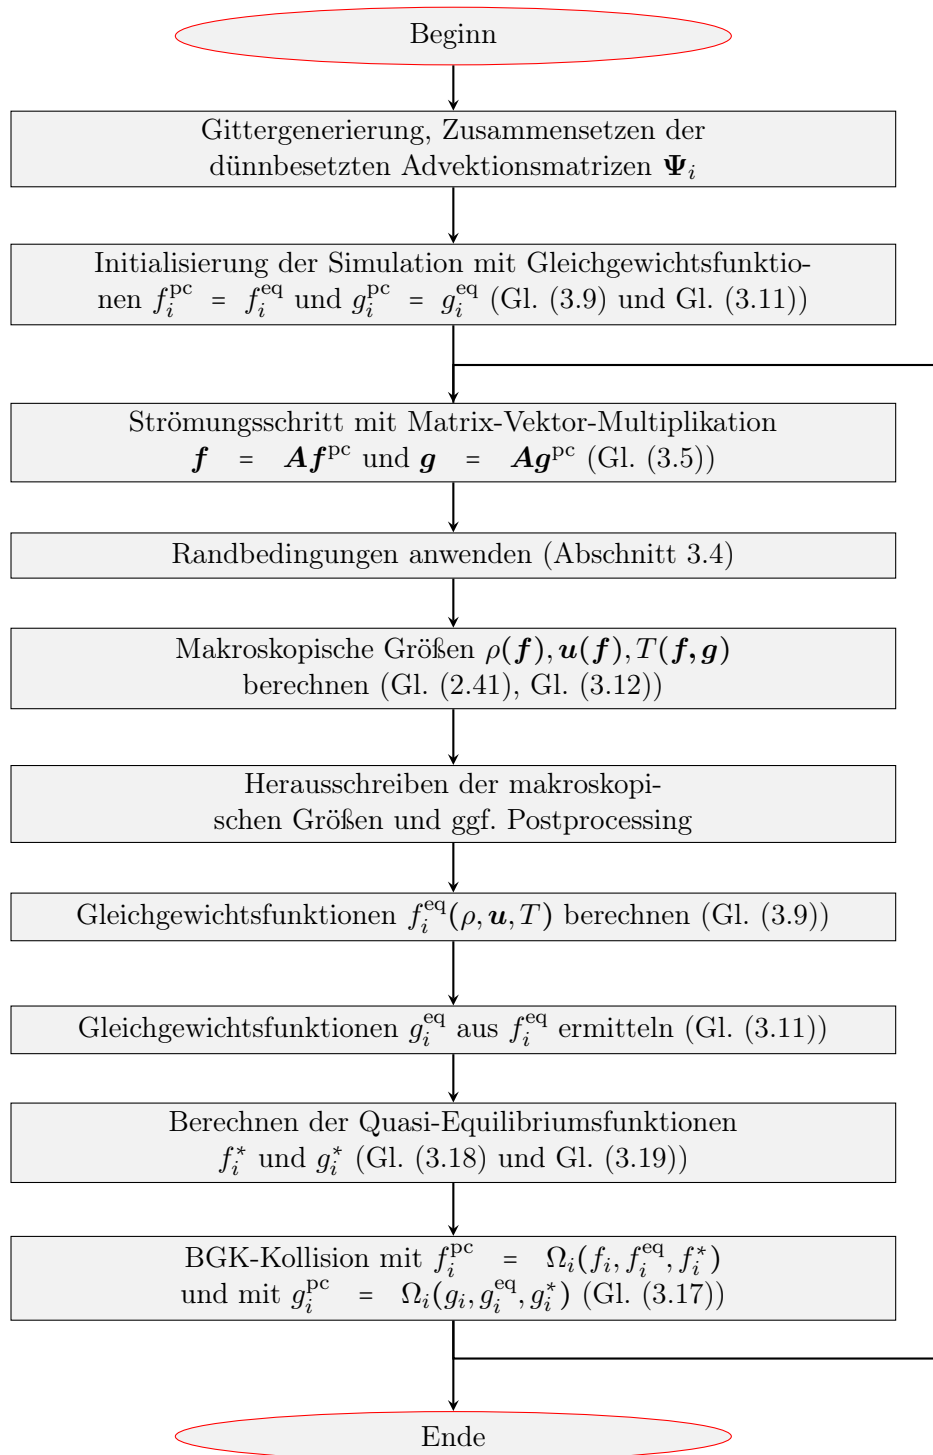 Beginn
Gittergenerierung, Zusammensetzen der
dünnbesetzten Advektionsmatrizen Ψ_i
Initialisierung der Simulation mit Gleichgewichtsfunktio-
nen f_i^pc = f_i^eq und g_i^pc = g_i^eq (Gl. (3.9) und Gl. (3.11))
Strömungsschritt mit Matrix-Vektor-Multiplikation
f = Af^pc und g = Ag^pc (Gl. (3.5))
Randbedingungen anwenden (Abschnitt 3.4)
Makroskopische Größen ρ(f), u(f), T(f, g)
berechnen (Gl. (2.41), Gl. (3.12))
Herausschreiben der makroskopi-
schen Größen und ggf. Postprocessing
Gleichgewichtsfunktionen f_i^eq(ρ, u, T) berechnen (Gl. (3.9))
Gleichgewichtsfunktionen g_i^eq aus f_i^eq ermitteln (Gl. (3.11))
Berechnen der Quasi-Equilibriumsfunktionen
f_i^* und g_i^* (Gl. (3.18) und Gl. (3.19))
BGK-Kollision mit f_i^pc = Ω_i(f_i, f_i^eq, f_i^*)
und mit g_i^pc = Ω_i(g_i, g_i^eq, g_i^*) (Gl. (3.17))
Ende